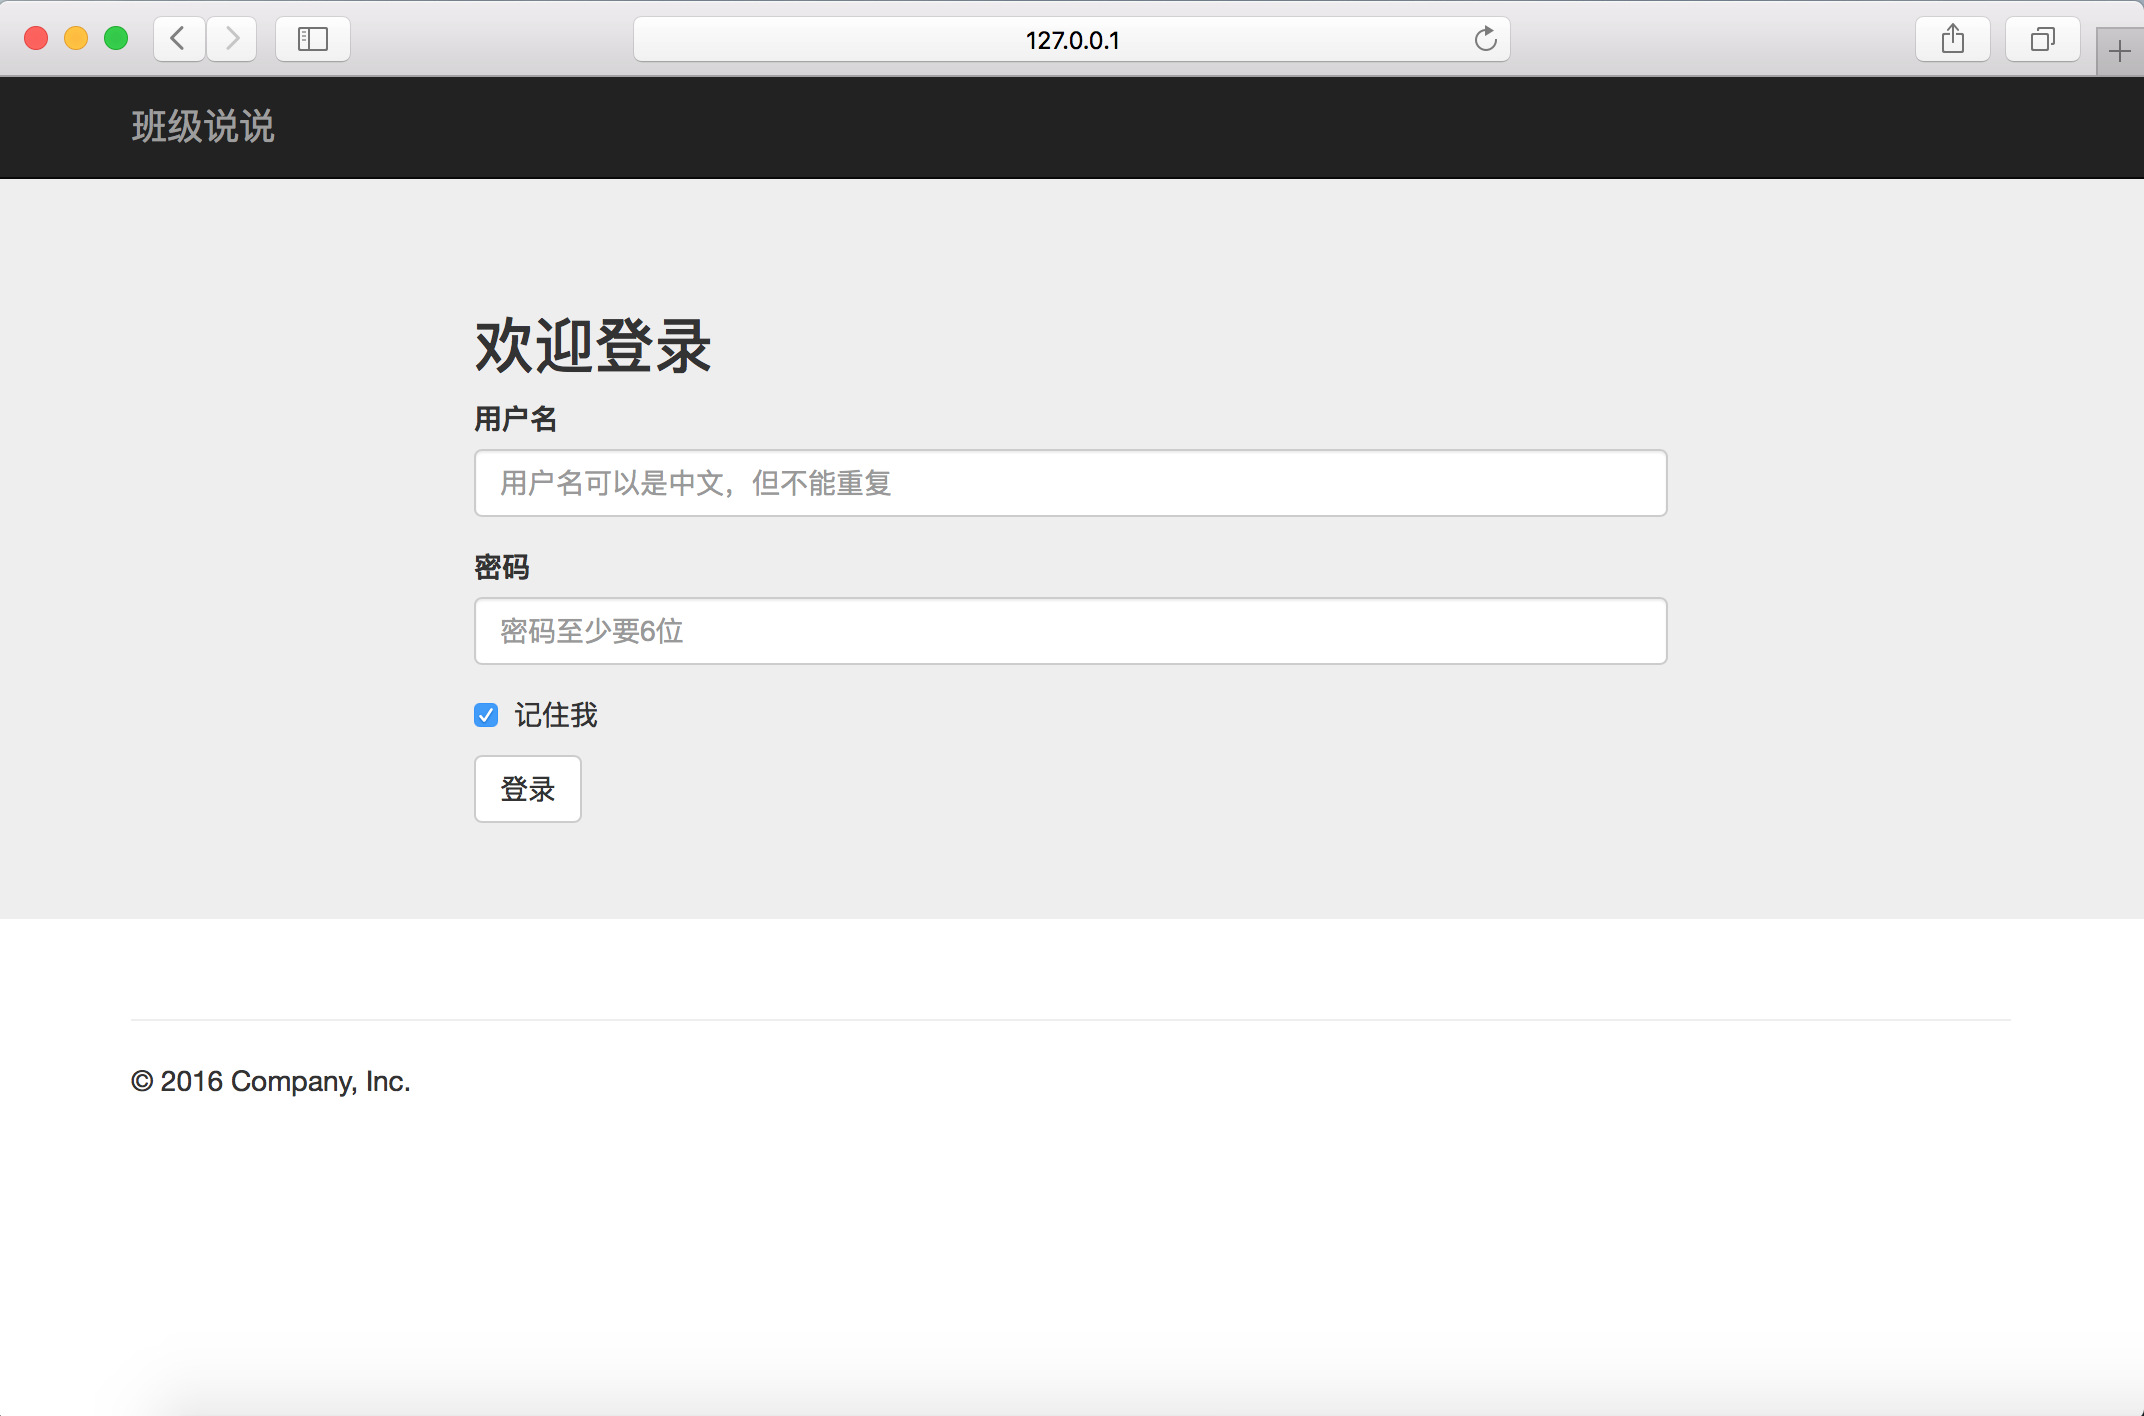 127.0.0.1
班级说说
欢迎登录
用户名
用户名可以是中文，但不能重复
密码
密码至少要6位
记住我
登录
© 2016 Company, Inc.